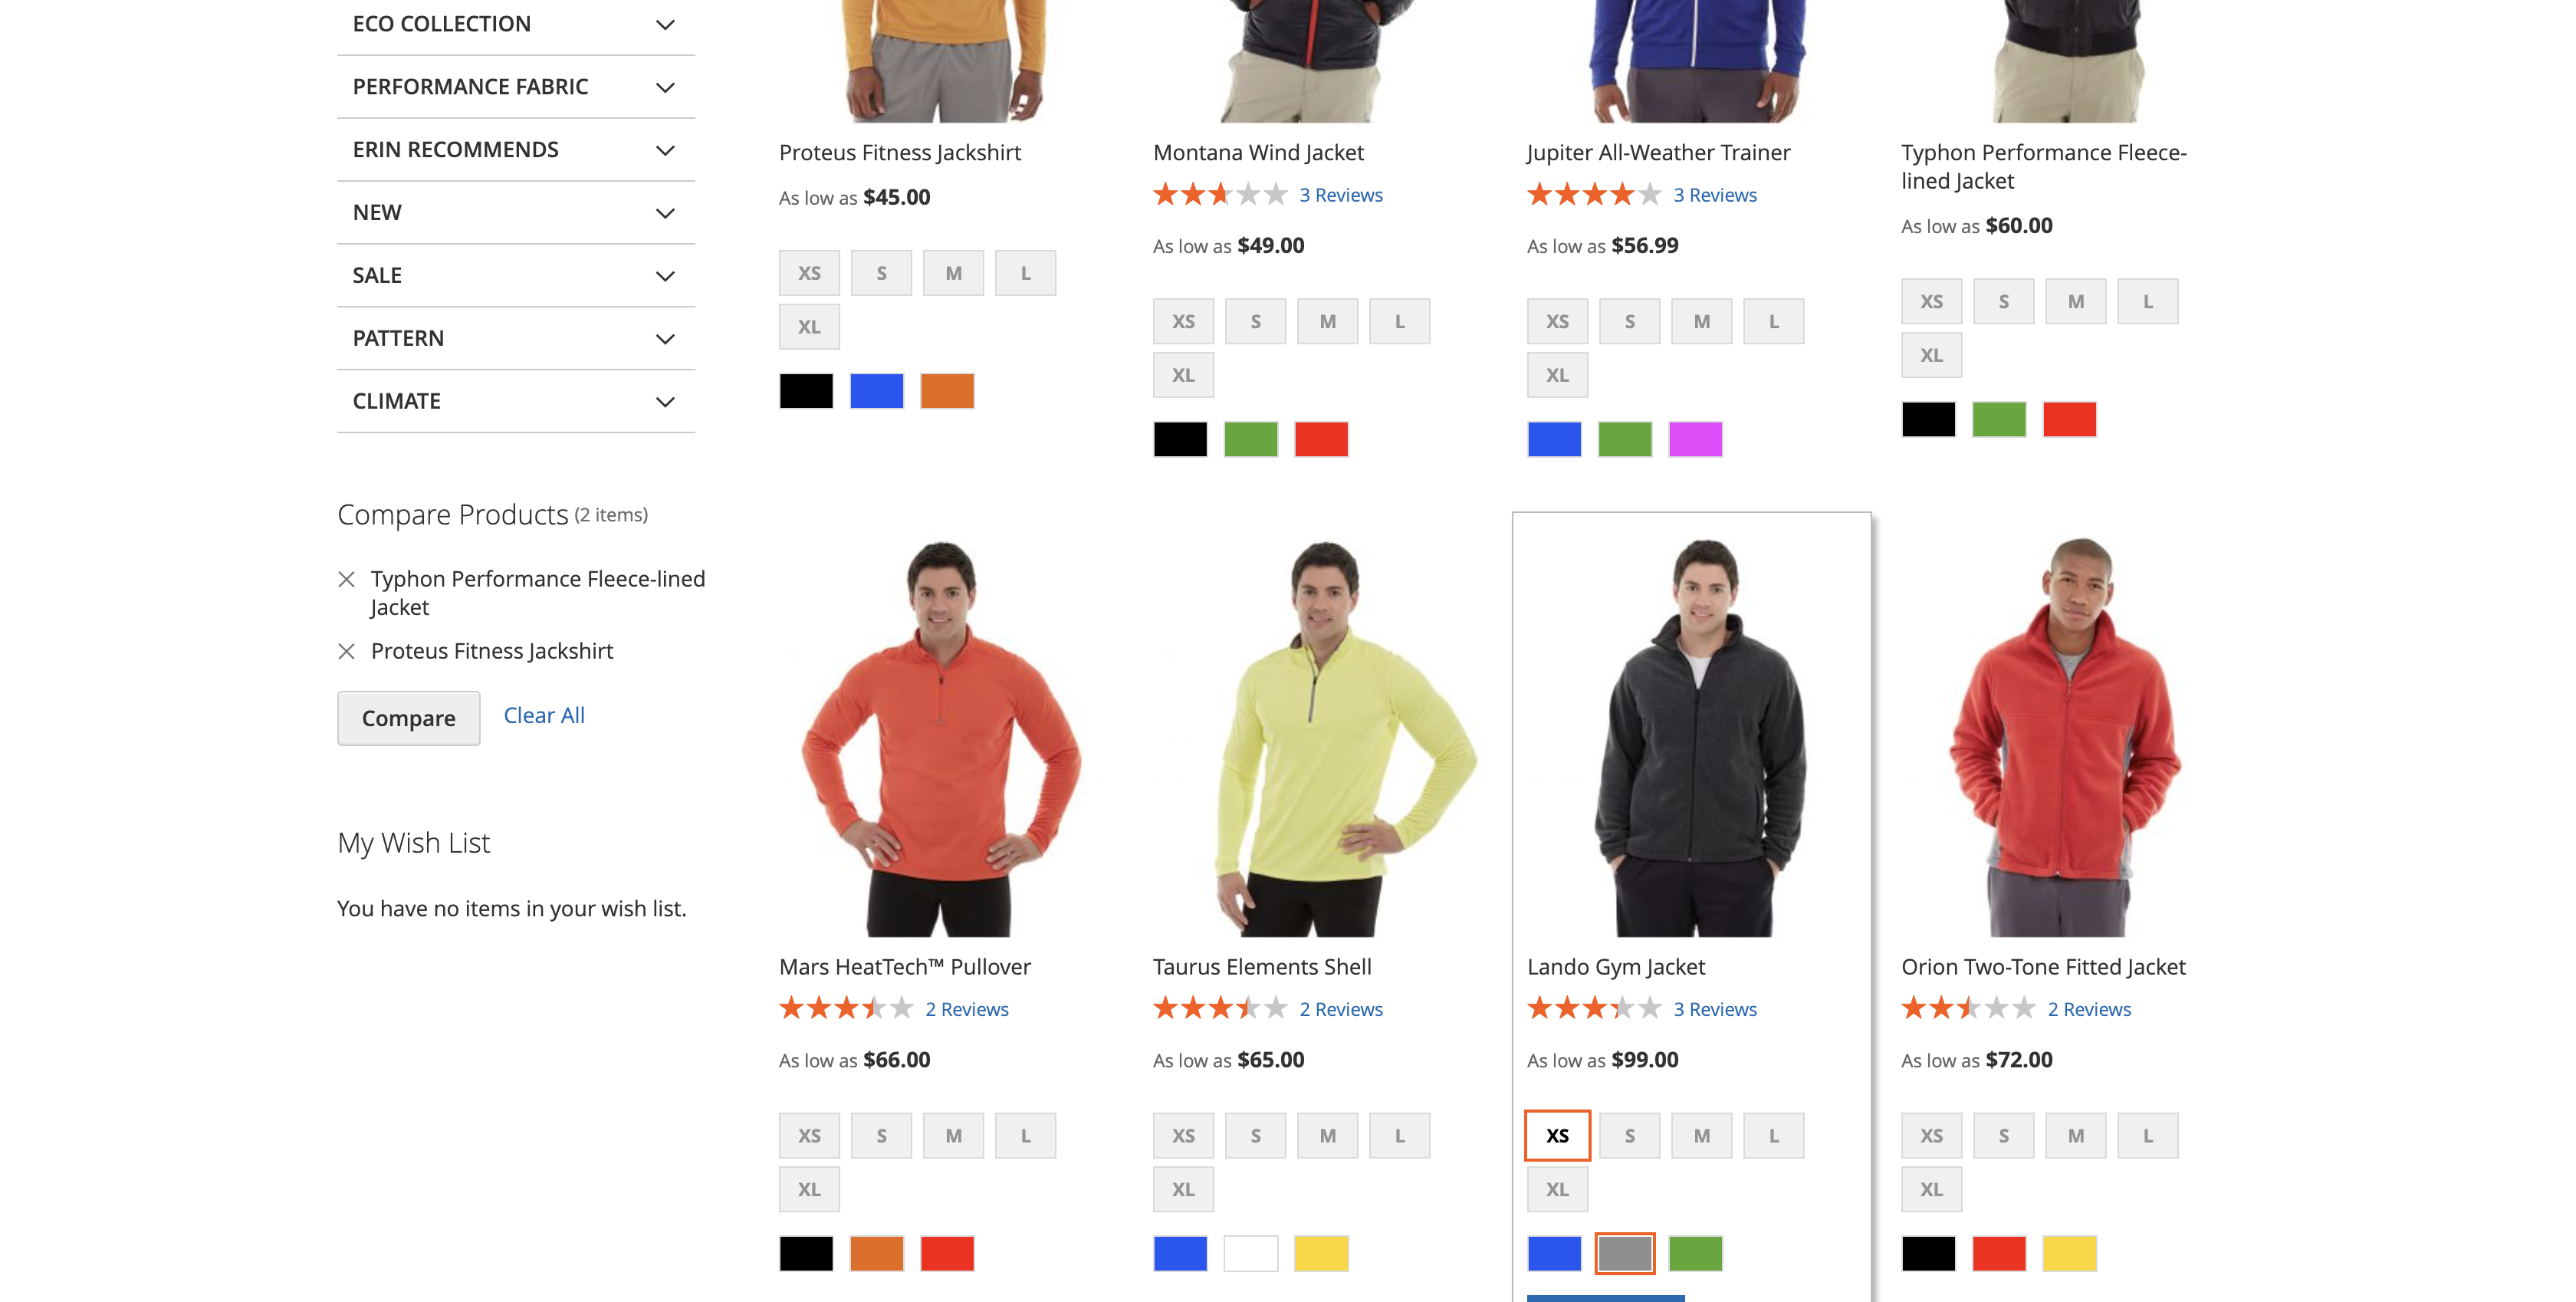 ECO COLLECTION
PERFORMANCE FABRIC
ERIN RECOMMENDS
NEW
SALE
PATTERN
CLIMATE
Compare Products (2 items)
Typhon Performance Fleece-lined
Jacket
Proteus Fitness Jackshirt
Compare
Clear All
My Wish List
You have no items in your wish list.
Proteus Fitness Jackshirt
As low as $45.00
XS S M L
XL
Montana Wind Jacket
3 Reviews
As low as $49.00
XS S M L
XL
Jupiter All-Weather Trainer
3 Reviews
As low as $56.99
XS S M L
XL
Typhon Performance Fleece-
lined Jacket
As low as $60.00
XS S M L
XL
Mars HeatTech™ Pullover
2 Reviews
As low as $66.00
XS S M L
XL
Taurus Elements Shell
2 Reviews
As low as $65.00
XS S M L
XL
Lando Gym Jacket
3 Reviews
As low as $99.00
XS S M L
XL
Orion Two-Tone Fitted Jacket
2 Reviews
As low as $72.00
XS S M L
XL